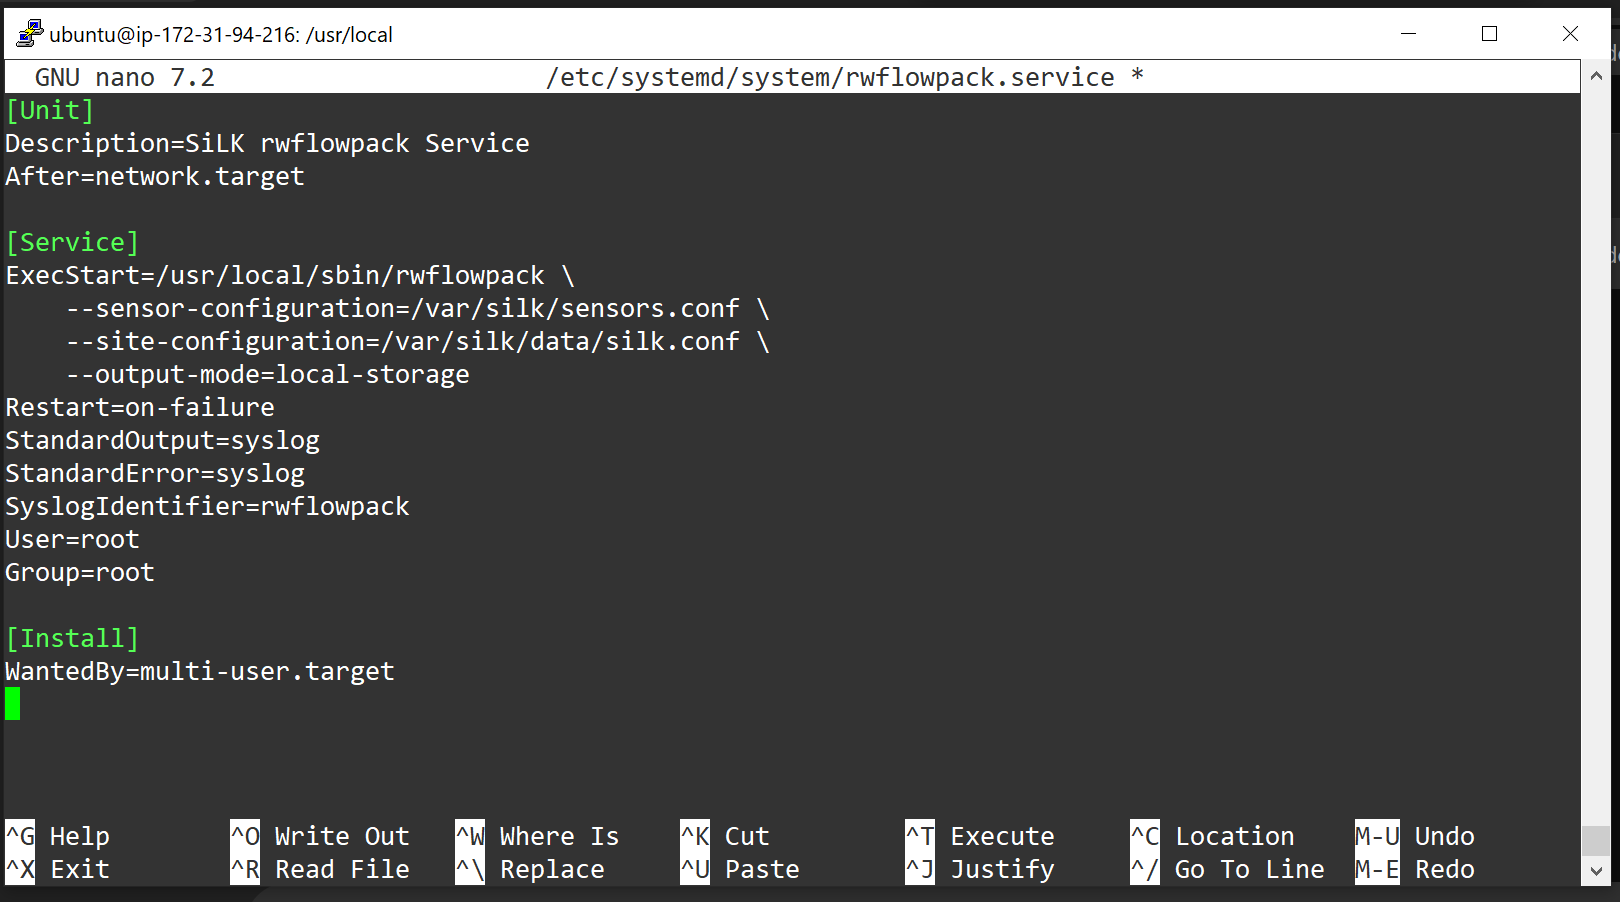 ubuntu@ip-172-31-94-216: /usr/local
GNU nano 7.2 /etc/systemd/system/rwflowpack.service *
[Unit]
Description=SiLK rwflowpack Service
After=network.target
[Service]
ExecStart=/usr/local/sbin/rwflowpack \
--sensor-configuration=/var/silk/sensors.conf \
--site-configuration=/var/silk/data/silk.conf \
--output-mode=local-storage
Restart=on-failure
StandardOutput=syslog
StandardError=syslog
SyslogIdentifier=rwflowpack
User=root
Group=root
[Install]
WantedBy=multi-user.target
^G Help ^O Write Out ^W Where Is ^K Cut ^T Execute ^C Location M-U Undo
^X Exit ^R Read File ^\ Replace ^U Paste ^J Justify ^/ Go To Line M-E Redo